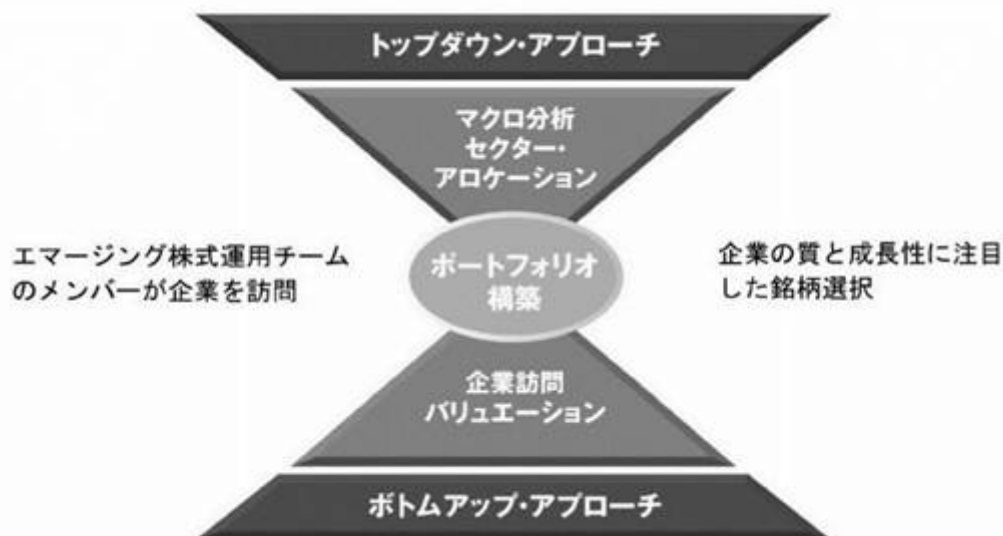 トップダウン・アプローチ
マクロ分析
セクター・
アロケーション
エマージング株式運用チーム
のメンバーが企業を訪問
ポートフォリオ
構築
企業の質と成長性に注目
した銘柄選択
企業訪問
バリュエーション
ボトムアップ・アプローチ